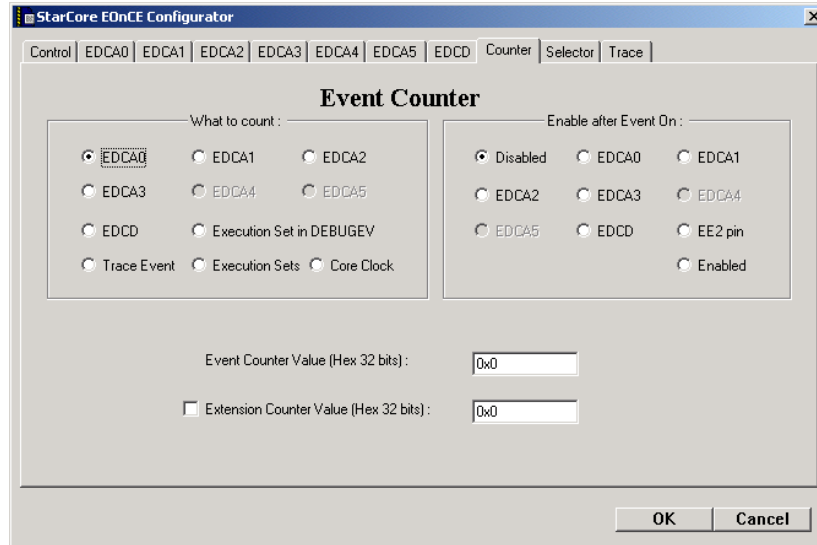 StarCore EOnCE Configurator
Control EDCA0 EDCA1 EDCA2 EDCA3 EDCA4 EDCA5 EDCD Counter Selector Trace
Event Counter
What to count :
EDCA0 EDCA1 EDCA2
EDCA3 EDCA4 EDCA5
EDCD Execution Set in DEBUGEV
Trace Event Execution Sets Core Clock
Enable after Event On :
Disabled EDCA0 EDCA1
EDCA2 EDCA3 EDCA4
EDCA5 EDCD EE2 pin
Enabled
Event Counter Value (Hex 32 bits) : 0x0
Extension Counter Value (Hex 32 bits) : 0x0
OK Cancel